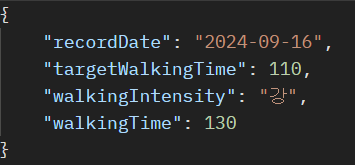 {
"recordDate": "2024-09-16",
"targetWalkingTime": 110,
"walkingIntensity": "강",
"walkingTime": 130
}